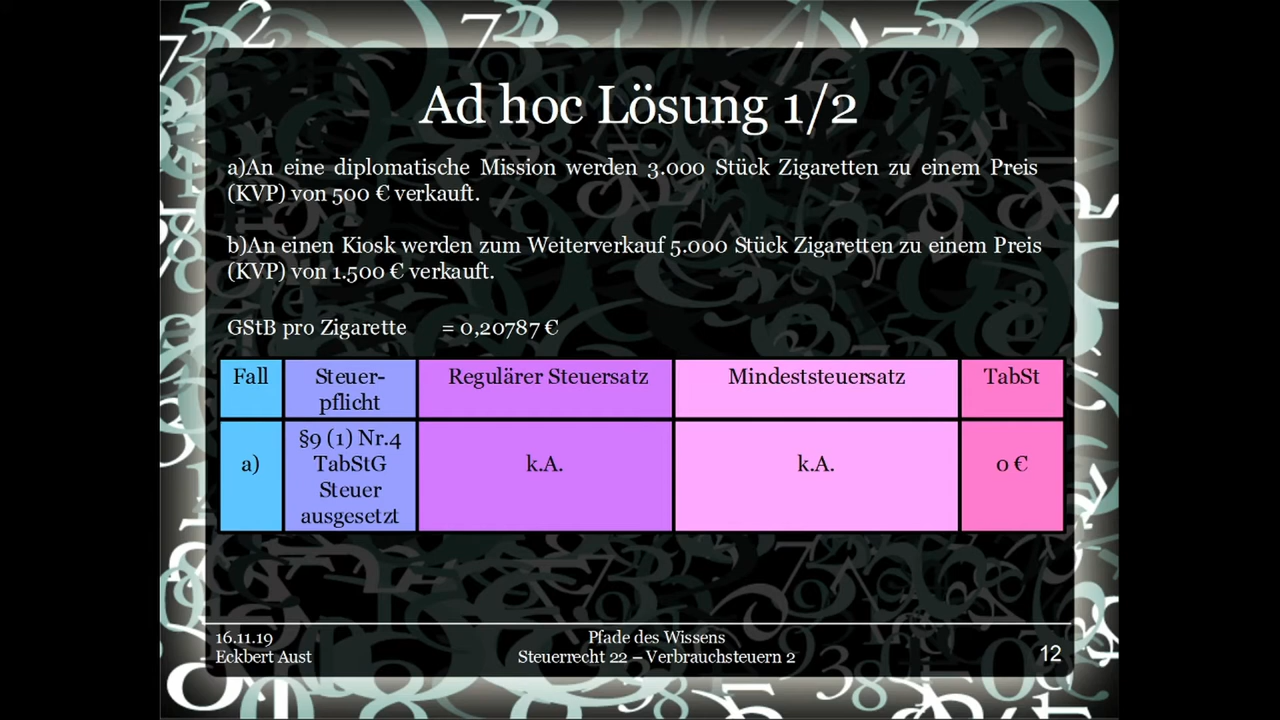 Ad hoc Lösung 1/2
a)An eine diplomatische Mission werden 3.000 Stück Zigaretten zu einem Preis
(KVP) von 500 € verkauft.
b)An einen Kiosk werden zum Weiterverkauf 5.000 Stück Zigaretten zu einem Preis
(KVP) von 1.500 € verkauft.
GStB pro Zigarette = 0,20787 €
Fall
Steuer-
pflicht
Regulärer Steuersatz
Mindeststeuersatz
TabSt
a)
§9 (1) Nr.4
TabStG
Steuer
ausgesetzt
k.A.
k.A.
0 €
16.11.19
Eckbert Aust
Pfade des Wissens
Steuerrecht 22 – Verbrauchsteuern 2
12